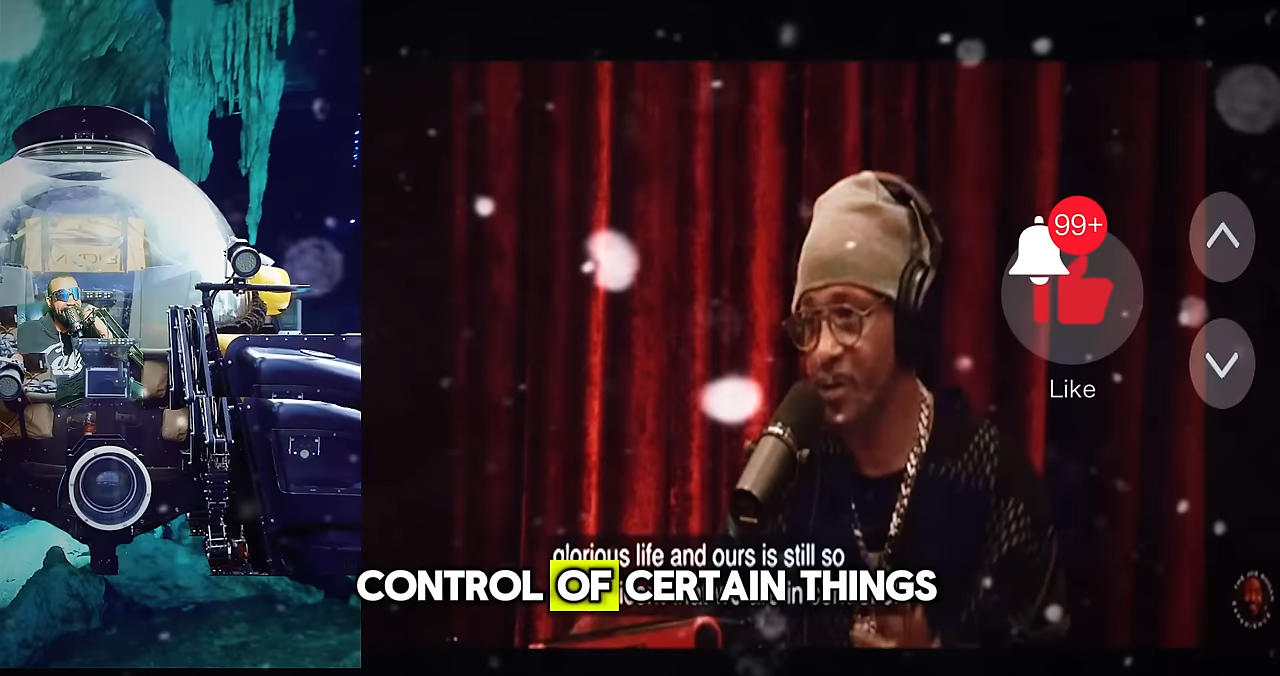 99+
Like
glorious life and ours is still so
CONTROL OF CERTAIN THINGS